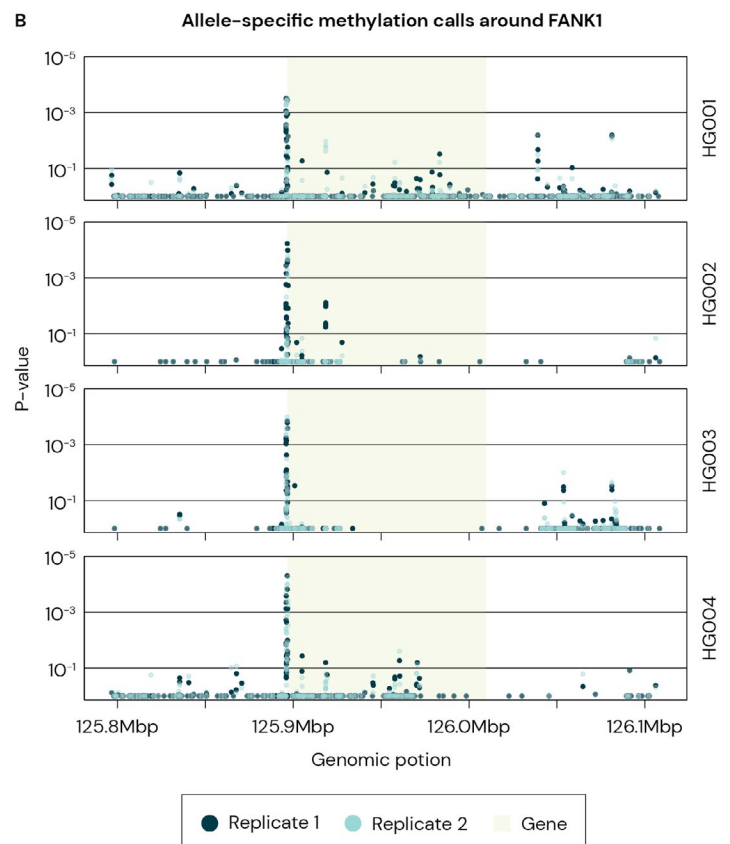 B
Allele-specific methylation calls around FANK1
10⁻⁵
10⁻³
10⁻¹
HG001
10⁻⁵
10⁻³
10⁻¹
HG002
P-value
10⁻⁵
10⁻³
10⁻¹
HG003
10⁻⁵
10⁻³
10⁻¹
HG004
125.8Mbp 125.9Mbp 126.0Mbp 126.1Mbp
Genomic potion
Replicate 1 Replicate 2 Gene